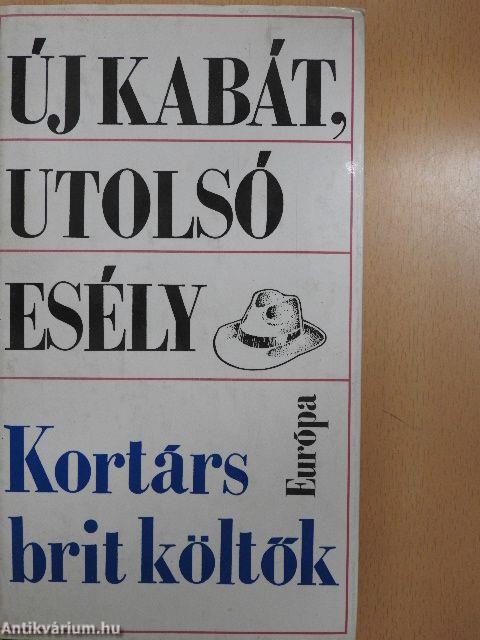 ÚJ KABÁT,
UTOLSÓ
ESÉLY
Európa
Kortárs
brit költők
Antikvárium.hu